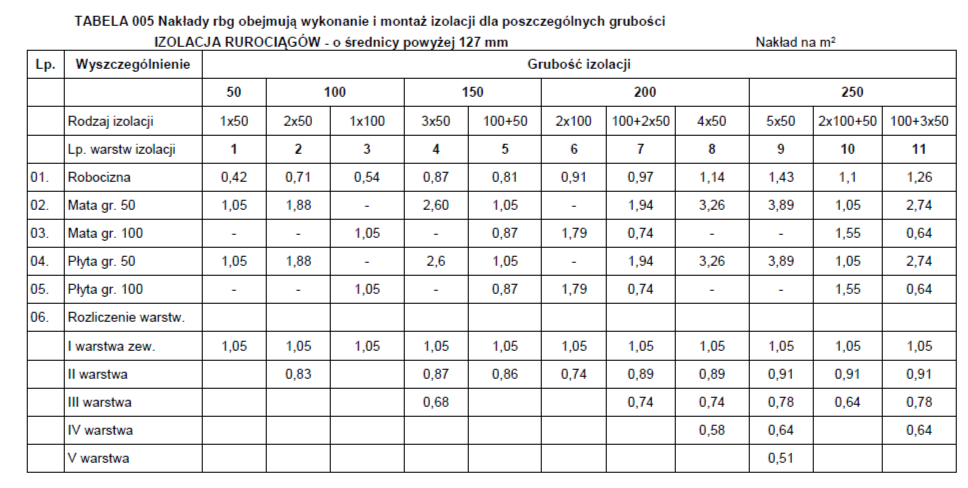 TABELA 005 Nakłady rbg obejmują wykonanie i montaż izolacji dla poszczególnych grubości
IZOLACJA RUROCIĄGÓW - o średnicy powyżej 127 mm Nakład na m²
Lp. Wyszczególnienie Grubość izolacji
50 100 150 200 250
Rodzaj izolacji 1x50 2x50 1x100 3x50 100+50 2x100 100+2x50 4x50 5x50 2x100+50 100+3x50
Lp. warstw izolacji 1 2 3 4 5 6 7 8 9 10 11
01. Robocizna 0,42 0,71 0,54 0,87 0,81 0,91 0,97 1,14 1,43 1,1 1,26
02. Mata gr. 50 1,05 1,88 - 2,60 1,05 - 1,94 3,26 3,89 1,05 2,74
03. Mata gr. 100 - - 1,05 - 0,87 1,79 0,74 - - 1,55 0,64
04. Płyta gr. 50 1,05 1,88 - 2,6 1,05 - 1,94 3,26 3,89 1,05 2,74
05. Płyta gr. 100 - - 1,05 - 0,87 1,79 0,74 - - 1,55 0,64
06. Rozliczenie warstw.
I warstwa zew. 1,05 1,05 1,05 1,05 1,05 1,05 1,05 1,05 1,05 1,05 1,05
II warstwa 0,83 0,87 0,86 0,74 0,89 0,89 0,91 0,91 0,91
III warstwa 0,68 0,74 0,74 0,78 0,64 0,78
IV warstwa 0,58 0,64 0,64
V warstwa 0,51